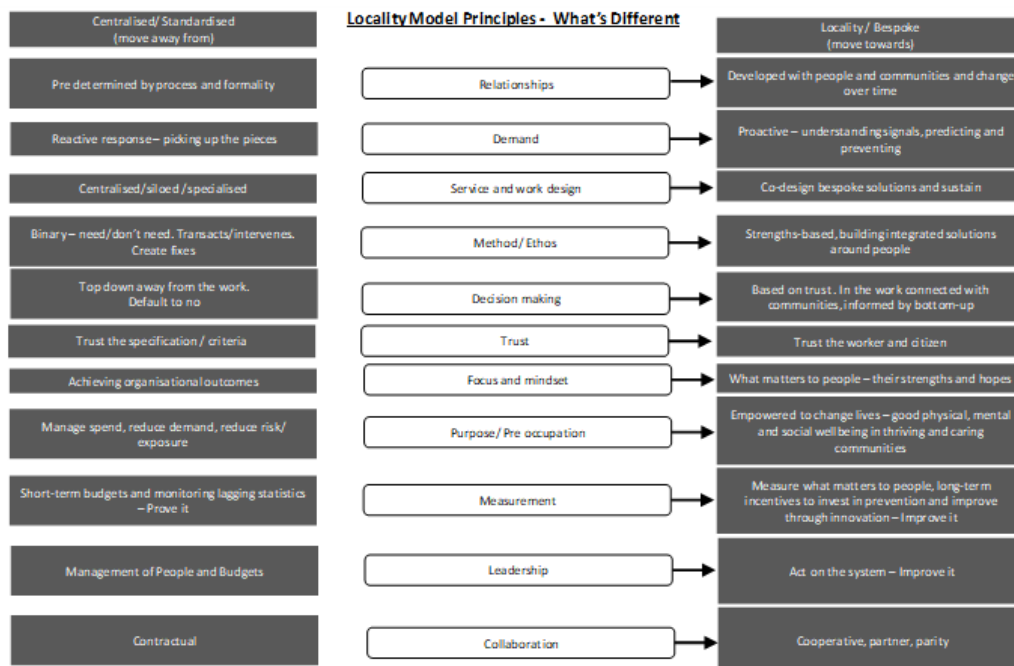 Locality Model Principles - What's Different
Centralised/ Standardised
(move away from)
Locality/ Bespoke
(move towards)
Pre determined by process and formality
Relationships
Developed with people and communities and change
over time
Reactive response – picking up the pieces
Demand
Proactive – understanding signals, predicting and
preventing
Centralised/siloed /specialised
Service and work design
Co-design bespoke solutions and sustain
Binary – need/don't need. Transacts/intervenes.
Create fixes
Method/ Ethos
Strengths-based, building integrated solutions
around people
Top down away from the work.
Default to no
Decision making
Based on trust. In the work connected with
communities, informed by bottom-up
Trust the specification / criteria
Trust
Trust the worker and citizen
Achieving organisational outcomes
Focus and mindset
What matters to people – their strengths and hopes
Manage spend, reduce demand, reduce risk/
exposure
Purpose/ Pre occupation
Empowered to change lives – good physical, mental
and social wellbeing in thriving and caring
communities
Short-term budgets and monitoring lagging statistics
– Prove it
Measurement
Measure what matters to people, long-term
incentives to invest in prevention and improve
through innovation – Improve it
Management of People and Budgets
Leadership
Act on the system – Improve it
Contractual
Collaboration
Cooperative, partner, parity